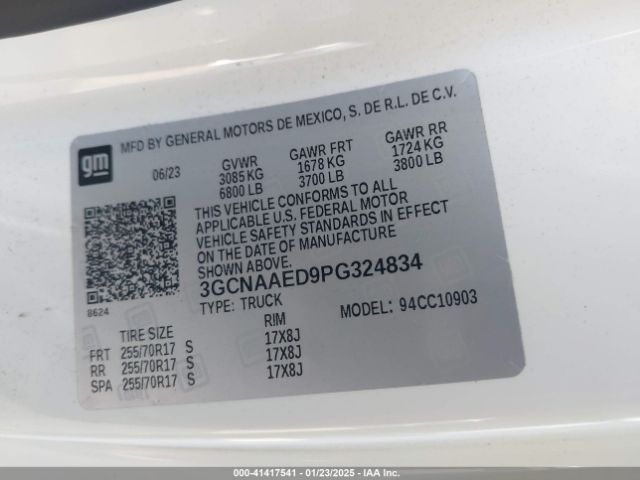 gm
MFD BY GENERAL MOTORS DE MEXICO, S. DE R.L. DE C.V.
06/23
GVWR GAWR FRT GAWR RR
3085 KG 1678 KG 1724 KG
6800 LB 3700 LB 3800 LB
THIS VEHICLE CONFORMS TO ALL
APPLICABLE U.S. FEDERAL MOTOR
VEHICLE SAFETY STANDARDS IN EFFECT
ON THE DATE OF MANUFACTURE
SHOWN ABOVE.
8624
3GCNAAED9PG324834
TYPE: TRUCK MODEL: 94CC10903
TIRE SIZE RIM
FRT 255/70R17 S 17X8J
RR 255/70R17 S 17X8J
SPA 255/70R17 S 17X8J
000-41417541 - 01/23/2025 - IAA Inc.